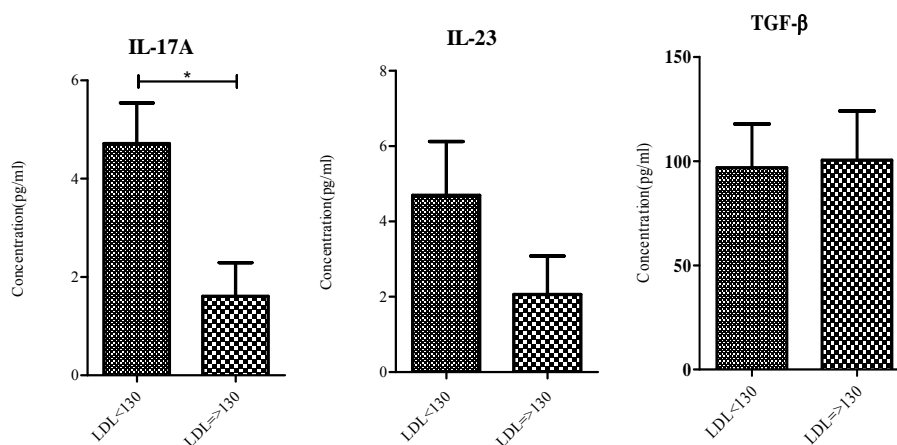 IL-17A
*
6
4
2
0
Concentration(pg/ml)
LDL<130
LDL=>130
IL-23
8
6
4
2
0
Concentration(pg/ml)
LDL<130
LDL=>130
TGF-β
150
100
50
0
Concentration(pg/ml)
LDL<130
LDL=>130